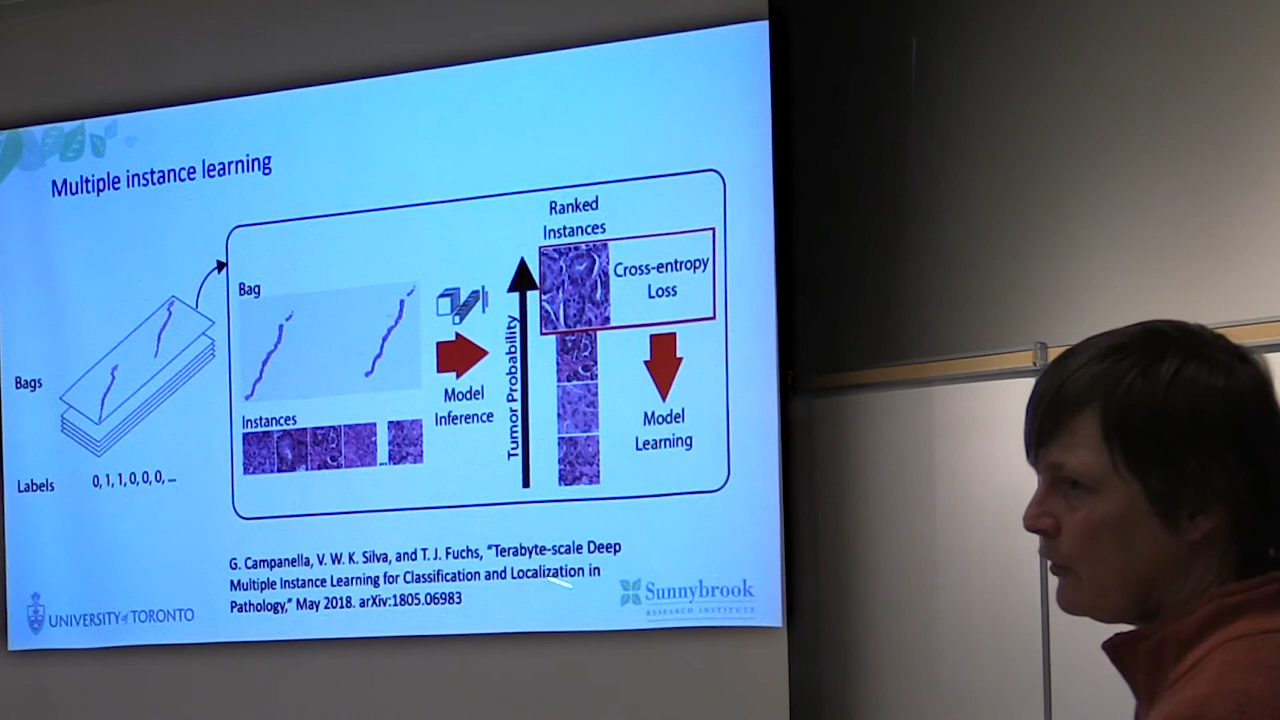 Multiple instance learning
Bags
Labels
0, 1, 1, 0, 0, 0, ...
Bag
Instances
...
Model
Inference
Tumor Probability
Ranked
Instances
Cross-entropy
Loss
Model
Learning
G. Campanella, V. W. K. Silva, and T. J. Fuchs, "Terabyte-scale Deep
Multiple Instance Learning for Classification and Localization in
Pathology," May 2018. arXiv:1805.06983
UNIVERSITY of TORONTO
Sunnybrook
RESEARCH INSTITUTE